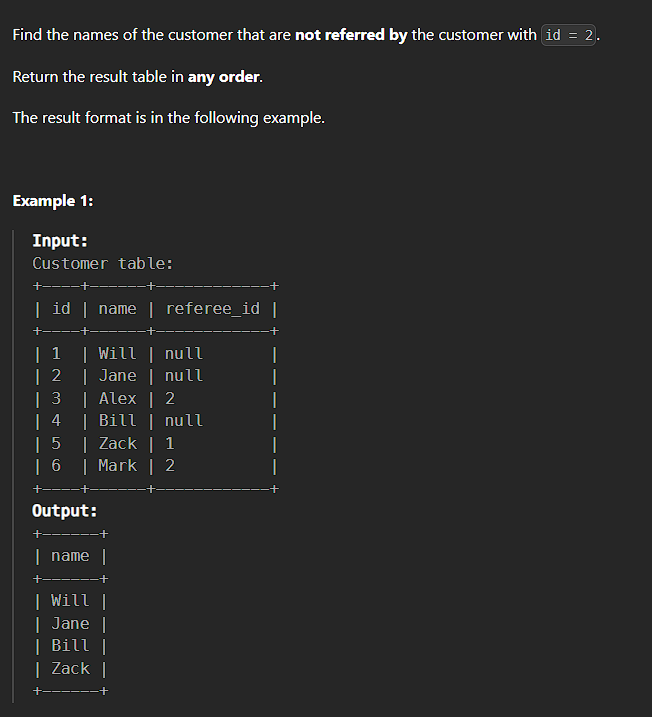 Find the names of the customer that are not referred by the customer with id = 2.
Return the result table in any order.
The result format is in the following example.
Example 1:
Input:
Customer table:
+----+------+------------+
| id | name | referee_id |
+----+------+------------+
| 1  | Will | null       |
| 2  | Jane | null       |
| 3  | Alex | 2          |
| 4  | Bill | null       |
| 5  | Zack | 1          |
| 6  | Mark | 2          |
+----+------+------------+
Output:
+------+
| name |
+------+
| Will |
| Jane |
| Bill |
| Zack |
+------+